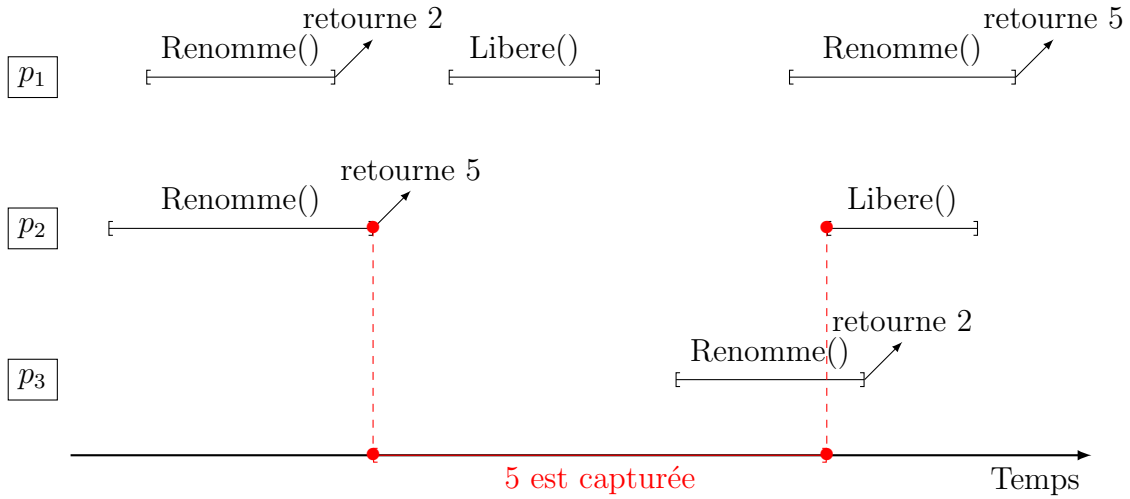 retourne 2
retourne 5
Renomme()
Libere()
Renomme()
p1
retourne 5
Renomme()
Libere()
p2
retourne 2
Renomme()
p3
5 est capturée
Temps